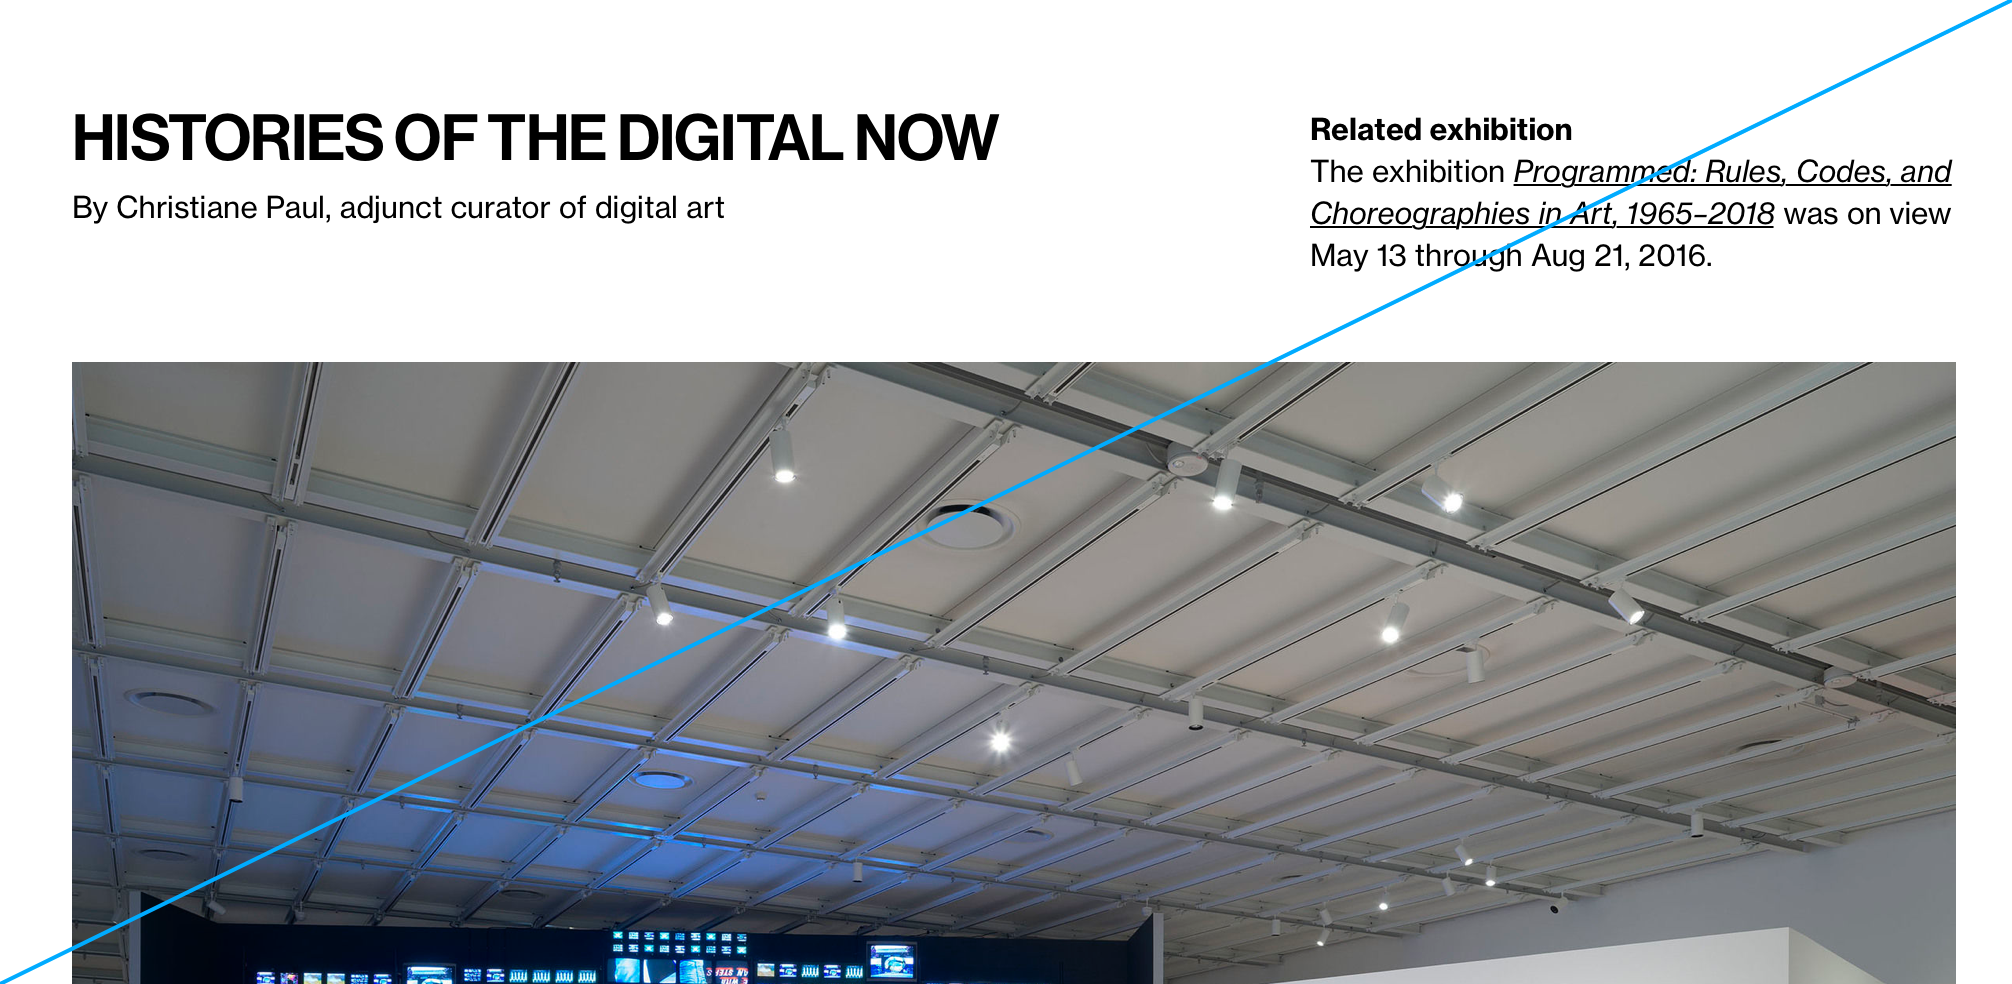 HISTORIES OF THE DIGITAL NOW
By Christiane Paul, adjunct curator of digital art
Related exhibition
The exhibition Programmed: Rules, Codes, and
Choreographies in Art, 1965–2018 was on view
May 13 through Aug 21, 2016.